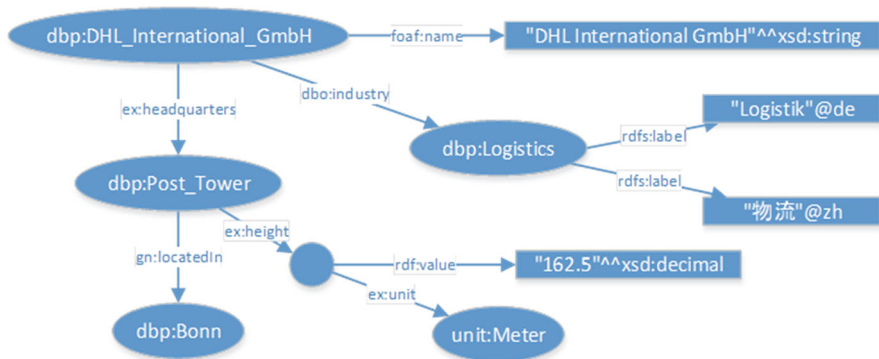 dbp:DHL_International_GmbH
foaf:name
"DHL International GmbH"^^xsd:string
dbo:industry
ex:headquarters
"Logistik"@de
rdfs:label
dbp:Logistics
rdfs:label
dbp:Post_Tower
"物流"@zh
ex:height
gn:locatedIn
rdf:value
"162.5"^^xsd:decimal
ex:unit
dbp:Bonn
unit:Meter